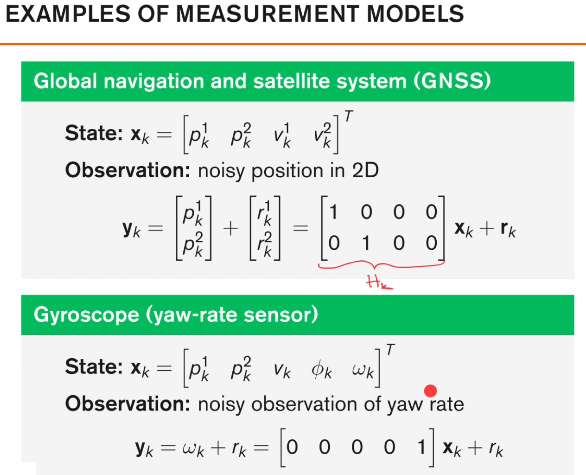 EXAMPLES OF MEASUREMENT MODELS
Global navigation and satellite system (GNSS)
State: x_k = [p_k^1 p_k^2 v_k^1 v_k^2]^T
Observation: noisy position in 2D
y_k = [p_k^1; p_k^2] + [r_k^1; r_k^2] = [1 0 0 0; 0 1 0 0] x_k + r_k
H_k
Gyroscope (yaw-rate sensor)
State: x_k = [p_k^1 p_k^2 v_k ϕ_k ω_k]^T
Observation: noisy observation of yaw rate
y_k = ω_k + r_k = [0 0 0 0 1] x_k + r_k